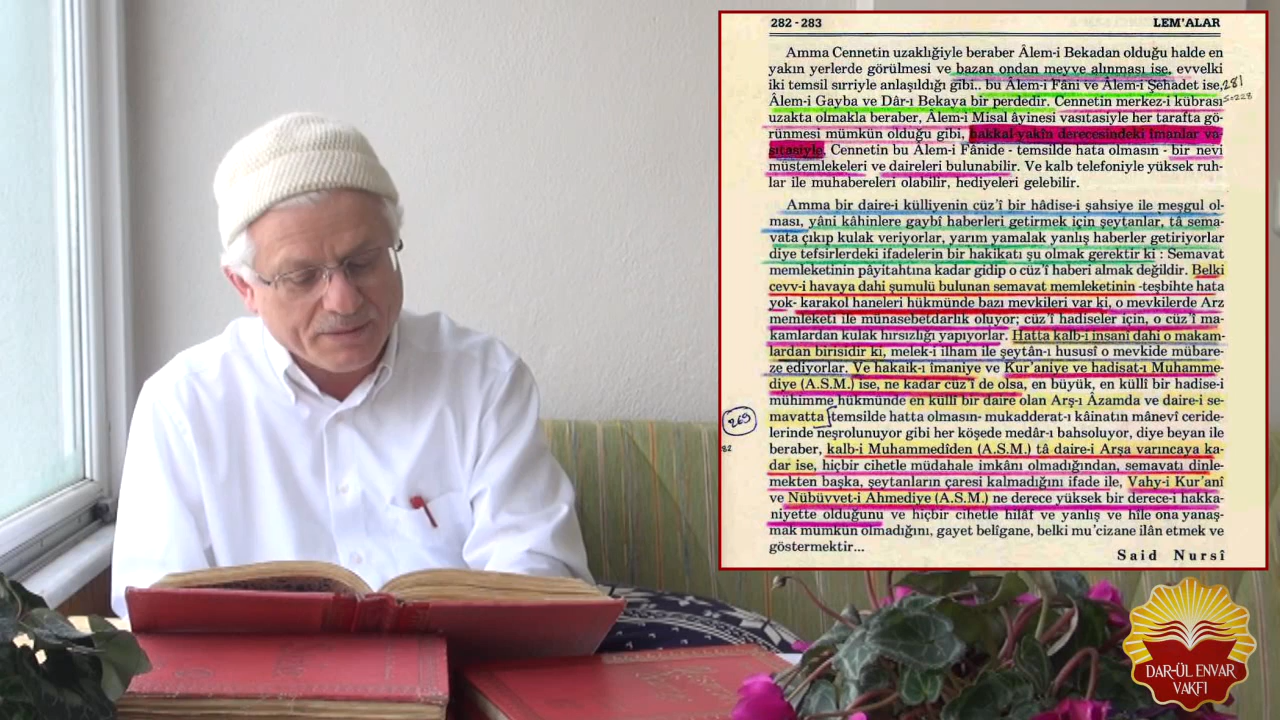 282 - 283 LEM'ALAR
Amma Cennetin uzaklığiyle beraber Âlem-i Bekadan olduğu halde en
yakın yerlerde görülmesi ve bazan ondan meyve alınması ise, evvelki
iki temsil sırriyle anlaşıldığı gibi.. bu Âlem-i Fâni ve Âlem-i Şehadet ise, 281
Âlem-i Gayba ve Dâr-ı Bekaya bir perdedir. Cennetin merkez-i kübrası
uzakta olmakla beraber, Âlem-i Misal âyinesi vasıtasiyle her tarafta gö-
rünmesi mümkün olduğu gibi, hakkal-yakîn derecesindeki imanlar va-
sıtasiyle, Cennetin bu Âlem-i Fânide - temsilde hata olmasın - bir nevi
müstemlekeleri ve daireleri bulunabilir. Ve kalb telefoniyle yüksek ruh-
lar ile muhabereleri olabilir, hediyeleri gelebilir.
Amma bir daire-i külliyenin cüz'î bir hâdise-i şahsiye ile meşgul ol-
ması, yâni kâhinlere gaybî haberleri getirmek için şeytanlar, tâ sema-
vata çıkıp kulak veriyorlar, yarım yamalak yanlış haberler getiriyorlar
diye tefsirlerdeki ifadelerin bir hakikatı şu olmak gerektir ki : Semavat
memleketinin pâyitahtına kadar gidip o cüz'î haberi almak değildir. Belki
cevv-i havaya dahi şumulü bulunan semavat memleketinin -teşbihte hata
yok- karakol haneleri hükmünde bazı mevkileri var ki, o mevkilerde Arz
memleketi ile münasebetdarlık oluyor; cüz'î hadiseler için, o cüz'î ma-
kamlardan kulak hırsızlığı yapıyorlar. Hatta kalb-i insanî dahi o makam-
lardan birisidir ki, melek-i ilham ile şeytân-ı hususî o mevkide mübare-
ze ediyorlar. Ve hakaik-ı imaniye ve Kur'aniye ve hadisat-ı Muhamme-
diye (A.S.M.) ise, ne kadar cüz'î de olsa, en büyük, en küllî bir hadise-i
mühimme hükmünde en küllî bir daire olan Arş-ı Âzamda ve daire-i se-
mavatta temsilde hatta olmasın- mukadderat-ı kâinatın mânevî ceride-
lerinde neşrolunuyor gibi her köşede medâr-ı bahsoluyor, diye beyan ile
beraber, kalb-i Muhammedîden (A.S.M.) tâ daire-i Arşa varıncaya ka-
dar ise, hiçbir cihetle müdahale imkânı olmadığından, semavatı dinle-
mekten başka, şeytanların çaresi kalmadığını ifade ile, Vahy-i Kur'anî
ve Nübüvvet-i Ahmediye (A.S.M.) ne derece yüksek bir derece-i hakka-
niyette olduğunu ve hiçbir cihetle hilâf ve yanlış ve hîle ona yanaş-
mak mümkün olmadığını, gayet belîgane, belki mu'cizane ilân etmek ve
göstermektir...
Said Nursî
DAR-ÜL ENVAR
VAKFI